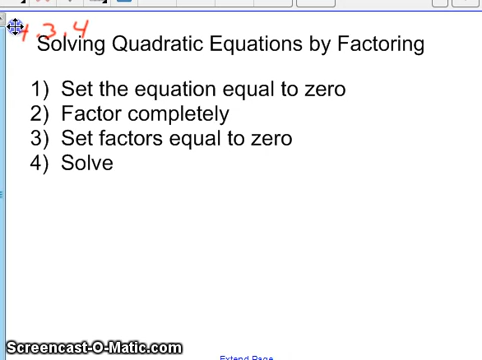 4.3.4
Solving Quadratic Equations by Factoring
1) Set the equation equal to zero
2) Factor completely
3) Set factors equal to zero
4) Solve
Screencast-O-Matic.com
Extend Page